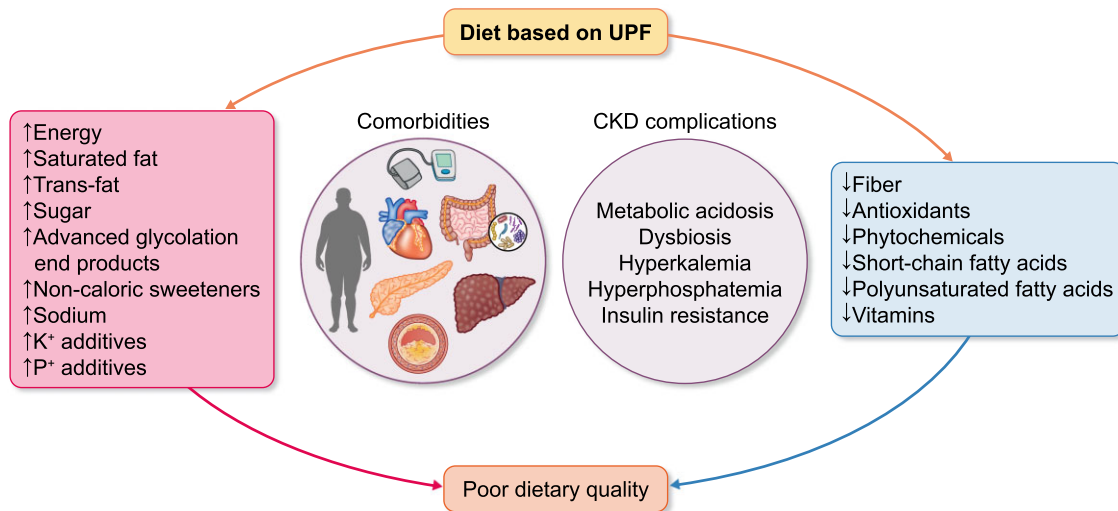 Diet based on UPF
↑Energy
↑Saturated fat
↑Trans-fat
↑Sugar
↑Advanced glycolation
end products
↑Non-caloric sweeteners
↑Sodium
↑K⁺ additives
↑P⁺ additives
Comorbidities
CKD complications
Metabolic acidosis
Dysbiosis
Hyperkalemia
Hyperphosphatemia
Insulin resistance
↓Fiber
↓Antioxidants
↓Phytochemicals
↓Short-chain fatty acids
↓Polyunsaturated fatty acids
↓Vitamins
Poor dietary quality